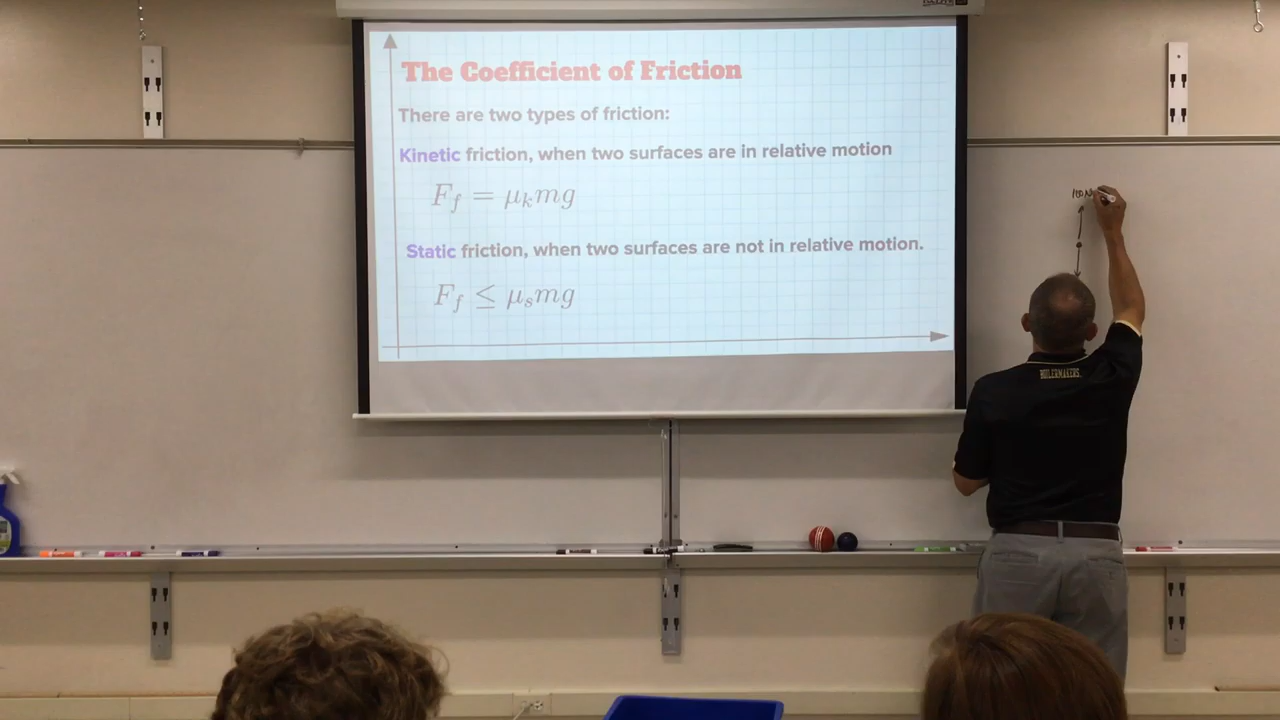 The Coefficient of Friction
There are two types of friction:
Kinetic friction, when two surfaces are in relative motion
F_f = μ_k mg
Static friction, when two surfaces are not in relative motion.
F_f ≤ μ_s mg
BOILERMAKERS